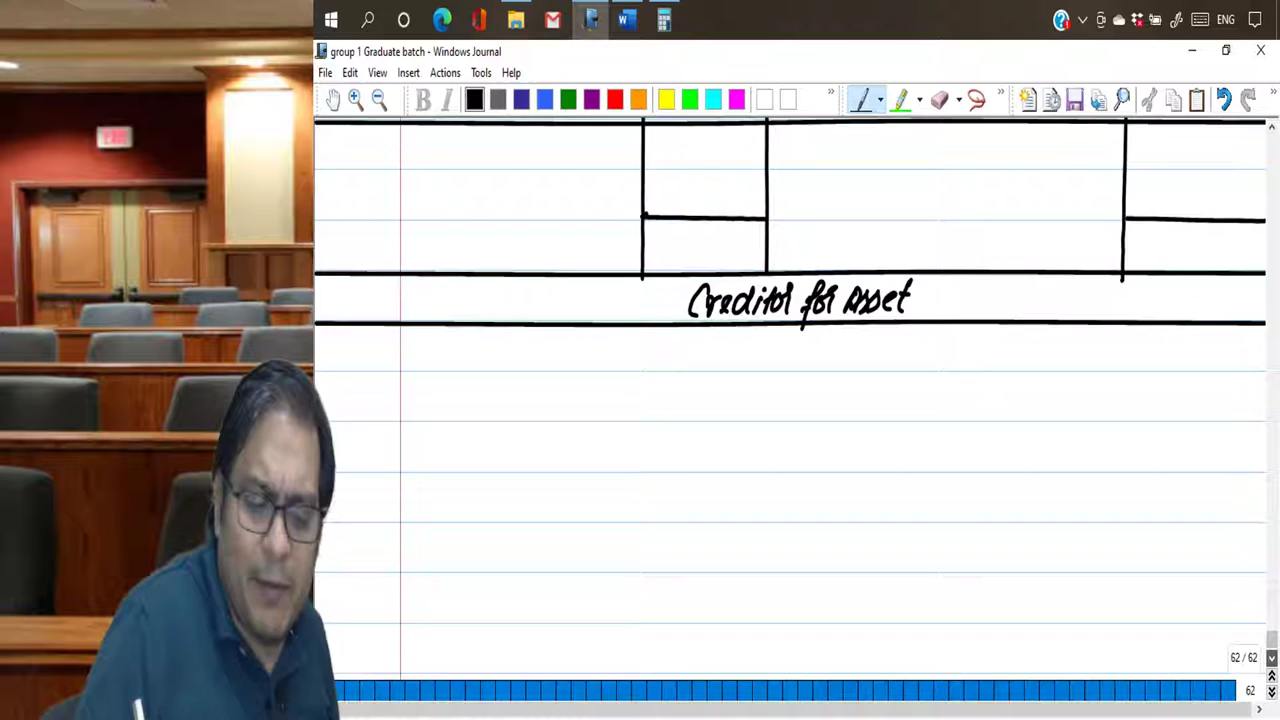 ENG
group 1 Graduate batch - Windows Journal
File Edit View Insert Actions Tools Help
B I
Creditor for Asset
62 / 62
62